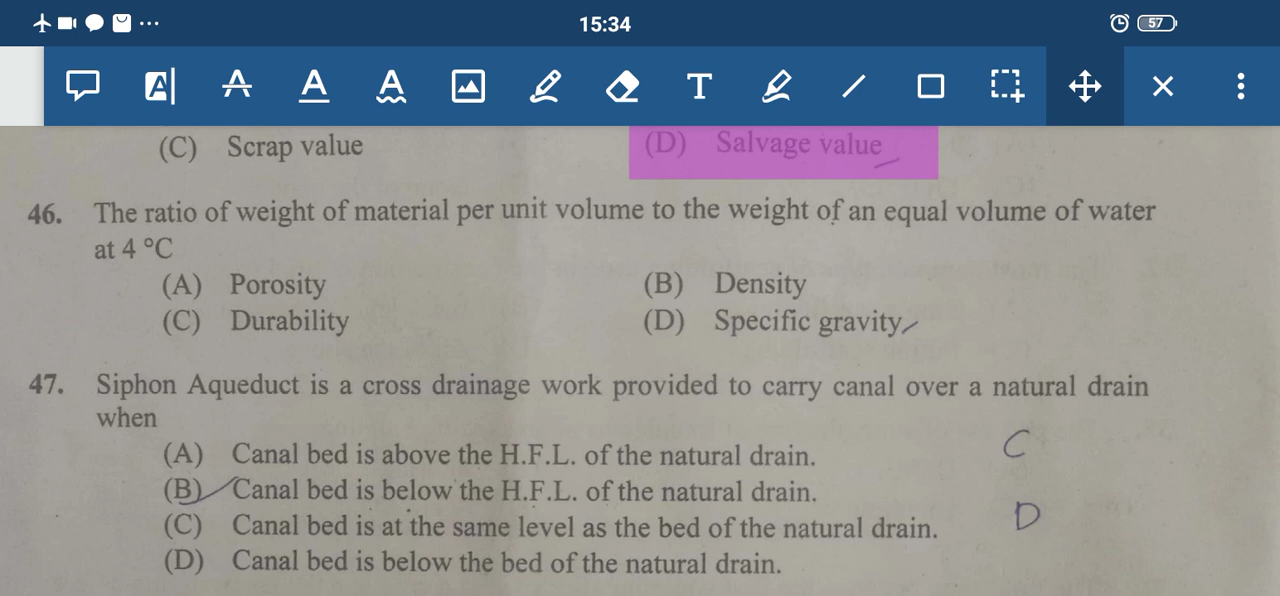 15:34
57
A
A
A
A
T
(C) Scrap value
(D) Salvage value
46. The ratio of weight of material per unit volume to the weight of an equal volume of water
at 4 °C
(A) Porosity
(B) Density
(C) Durability
(D) Specific gravity
47. Siphon Aqueduct is a cross drainage work provided to carry canal over a natural drain
when
(A) Canal bed is above the H.F.L. of the natural drain.
C
(B) Canal bed is below the H.F.L. of the natural drain.
(C) Canal bed is at the same level as the bed of the natural drain.
D
(D) Canal bed is below the bed of the natural drain.